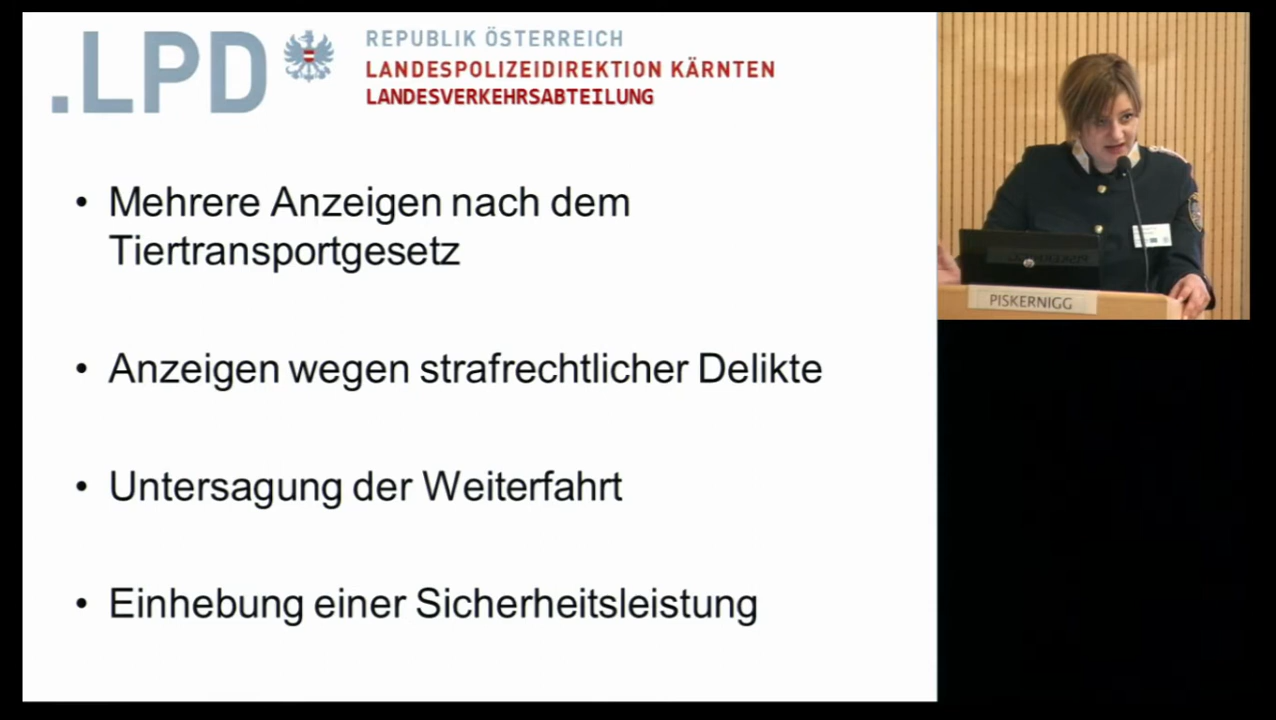 .LPD
REPUBLIK ÖSTERREICH
LANDESPOLIZEIDIREKTION KÄRNTEN
LANDESVERKEHRSABTEILUNG
• Mehrere Anzeigen nach dem
Tiertransportgesetz
• Anzeigen wegen strafrechtlicher Delikte
• Untersagung der Weiterfahrt
• Einhebung einer Sicherheitsleistung
PISKERNIGG